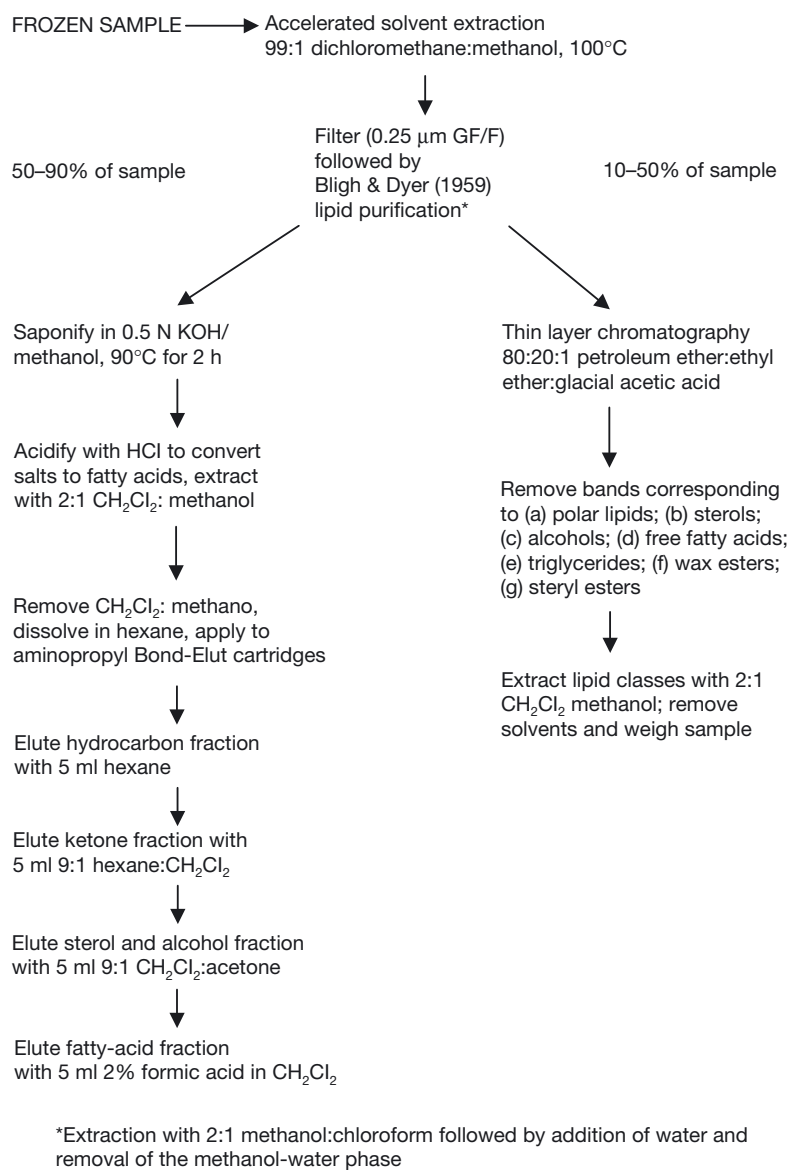 FROZEN SAMPLE
Accelerated solvent extraction
99:1 dichloromethane:methanol, 100°C
Filter (0.25 µm GF/F)
followed by
Bligh & Dyer (1959)
lipid purification*
50–90% of sample
10–50% of sample
Saponify in 0.5 N KOH/
methanol, 90°C for 2 h
Acidify with HCl to convert
salts to fatty acids, extract
with 2:1 CH₂Cl₂: methanol
Remove CH₂Cl₂: methano,
dissolve in hexane, apply to
aminopropyl Bond-Elut cartridges
Elute hydrocarbon fraction
with 5 ml hexane
Elute ketone fraction with
5 ml 9:1 hexane:CH₂Cl₂
Elute sterol and alcohol fraction
with 5 ml 9:1 CH₂Cl₂:acetone
Elute fatty-acid fraction
with 5 ml 2% formic acid in CH₂Cl₂
Thin layer chromatography
80:20:1 petroleum ether:ethyl
ether:glacial acetic acid
Remove bands corresponding
to (a) polar lipids; (b) sterols;
(c) alcohols; (d) free fatty acids;
(e) triglycerides; (f) wax esters;
(g) steryl esters
Extract lipid classes with 2:1
CH₂Cl₂ methanol; remove
solvents and weigh sample
*Extraction with 2:1 methanol:chloroform followed by addition of water and
removal of the methanol-water phase